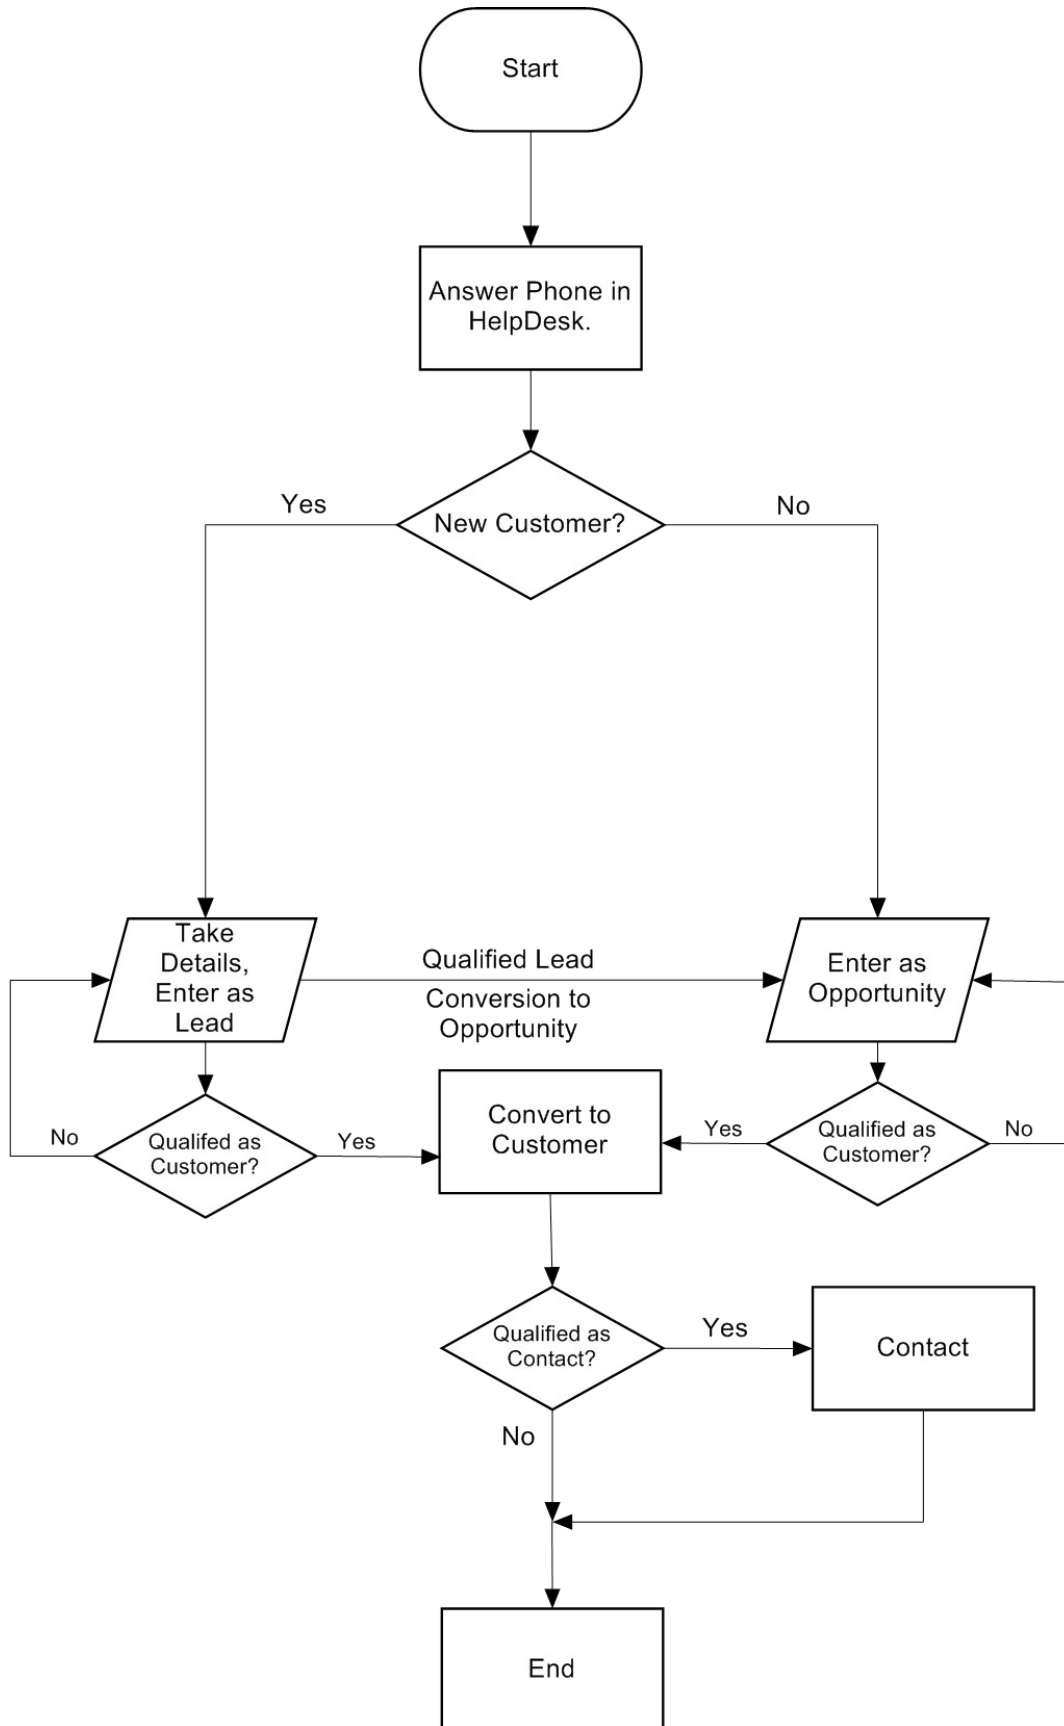 Start
Answer Phone in
HelpDesk.
Yes
New Customer?
No
Take
Details,
Enter as
Lead
Qualified Lead
Conversion to
Opportunity
Enter as
Opportunity
No
Qualifed as
Customer?
Yes
Convert to
Customer
Yes
Qualified as
Customer?
No
Qualified as
Contact?
Yes
Contact
No
End